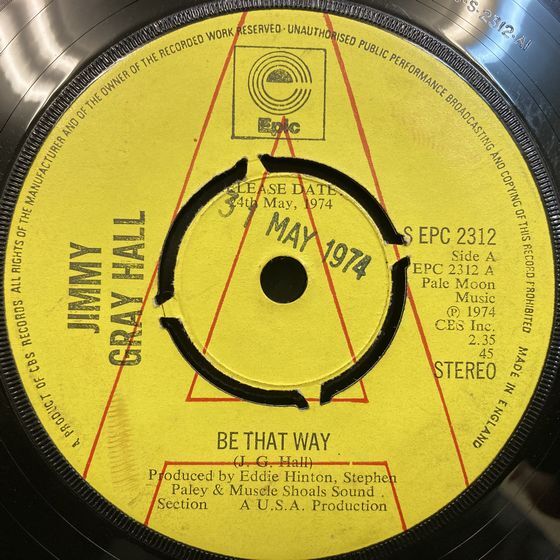 S.2312.A1
A PRODUCT OF CBS RECORDS. ALL RIGHTS OF THE MANUFACTURER AND OF THE OWNER OF THE RECORDED WORK RESERVED · UNAUTHORISED PUBLIC PERFORMANCE BROADCASTING AND COPYING OF THIS RECORD PROHIBITED
MADE IN ENGLAND
Epic
RELEASE DATE:
24th May, 1974
31 MAY 1974
JIMMY
GRAY HALL
S EPC 2312
Side A
EPC 2312 A
Pale Moon
Music
Ⓟ 1974
CBS Inc.
2.35
45
STEREO
BE THAT WAY
(J. G. Hall)
Produced by Eddie Hinton, Stephen
Paley & Muscle Shoals Sound
Section A U.S.A. Production